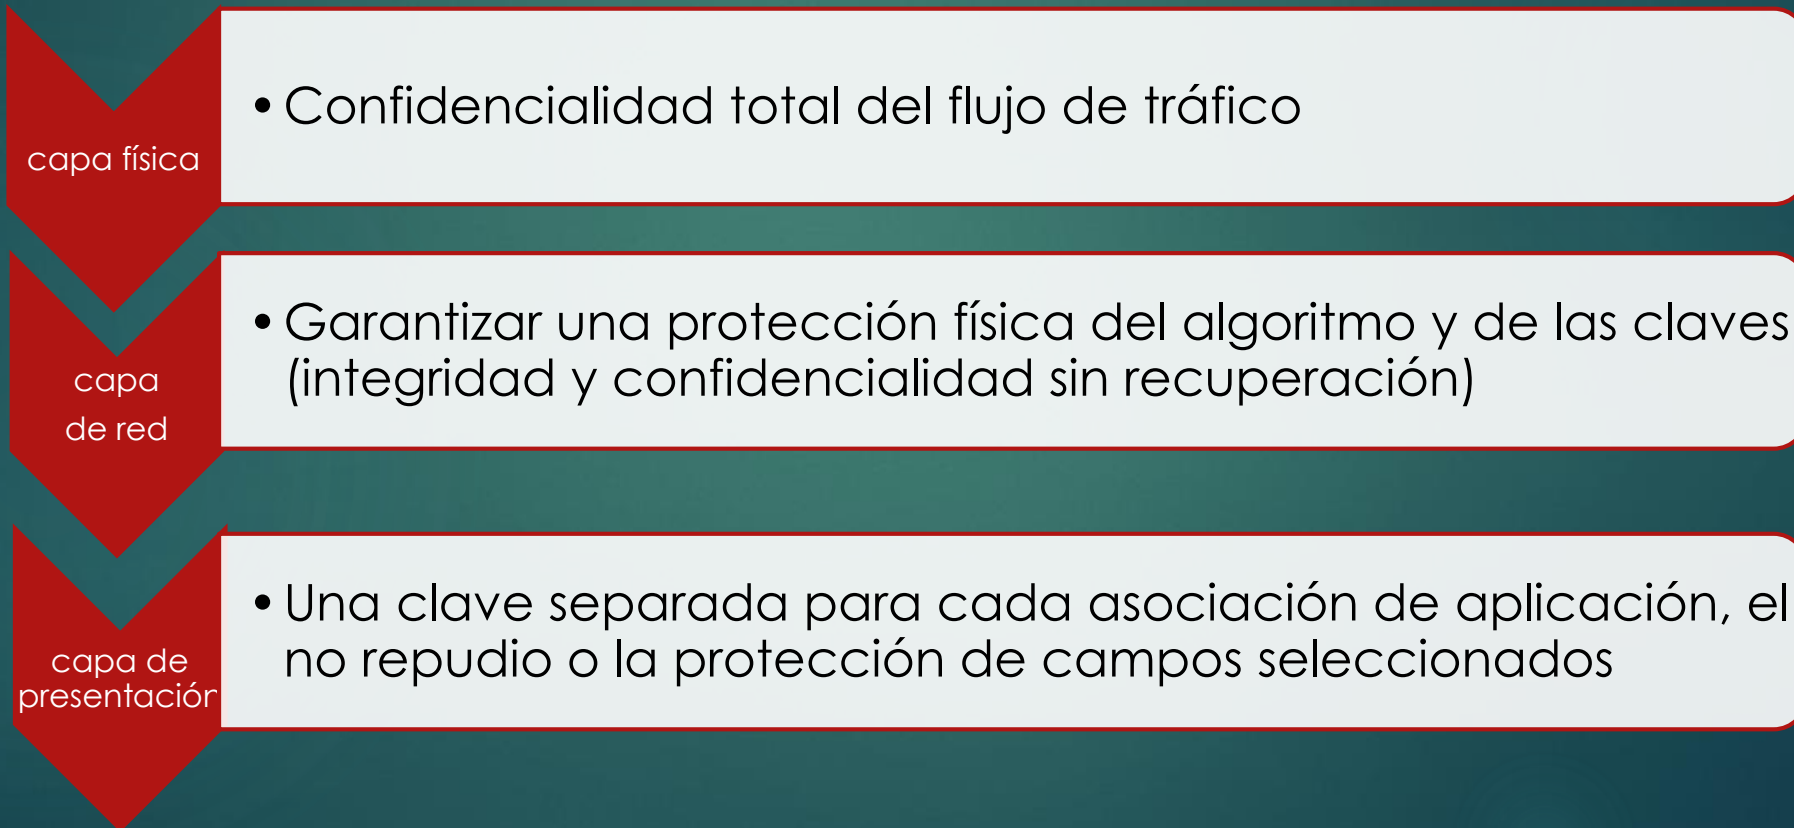 capa física
• Confidencialidad total del flujo de tráfico
capa
de red
• Garantizar una protección física del algoritmo y de las claves
(integridad y confidencialidad sin recuperación)
capa de
presentación
• Una clave separada para cada asociación de aplicación, el
no repudio o la protección de campos seleccionados